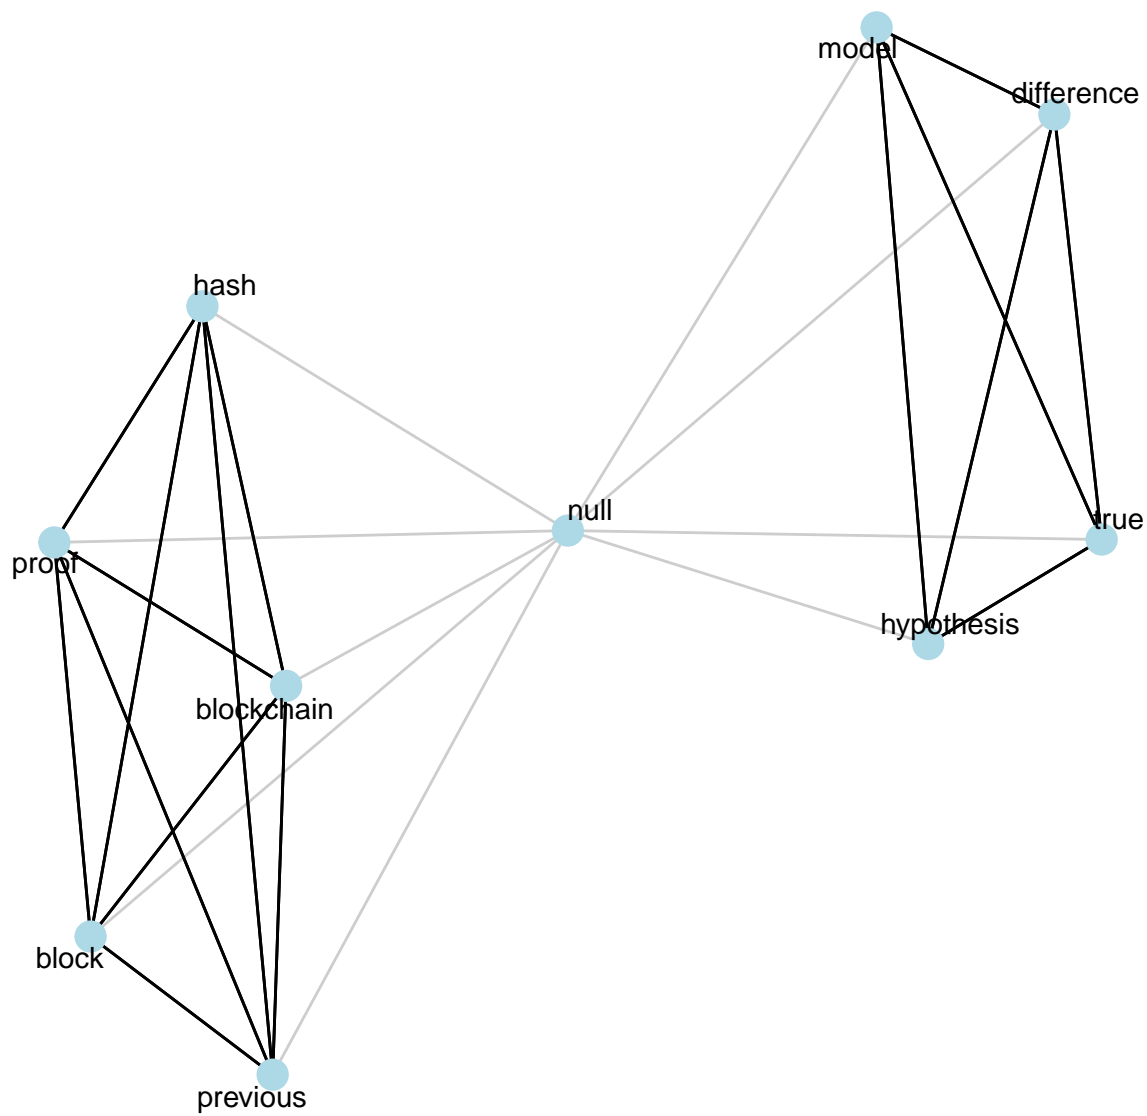 model
difference
hash
null
true
proof
hypothesis
blockchain
block
previous